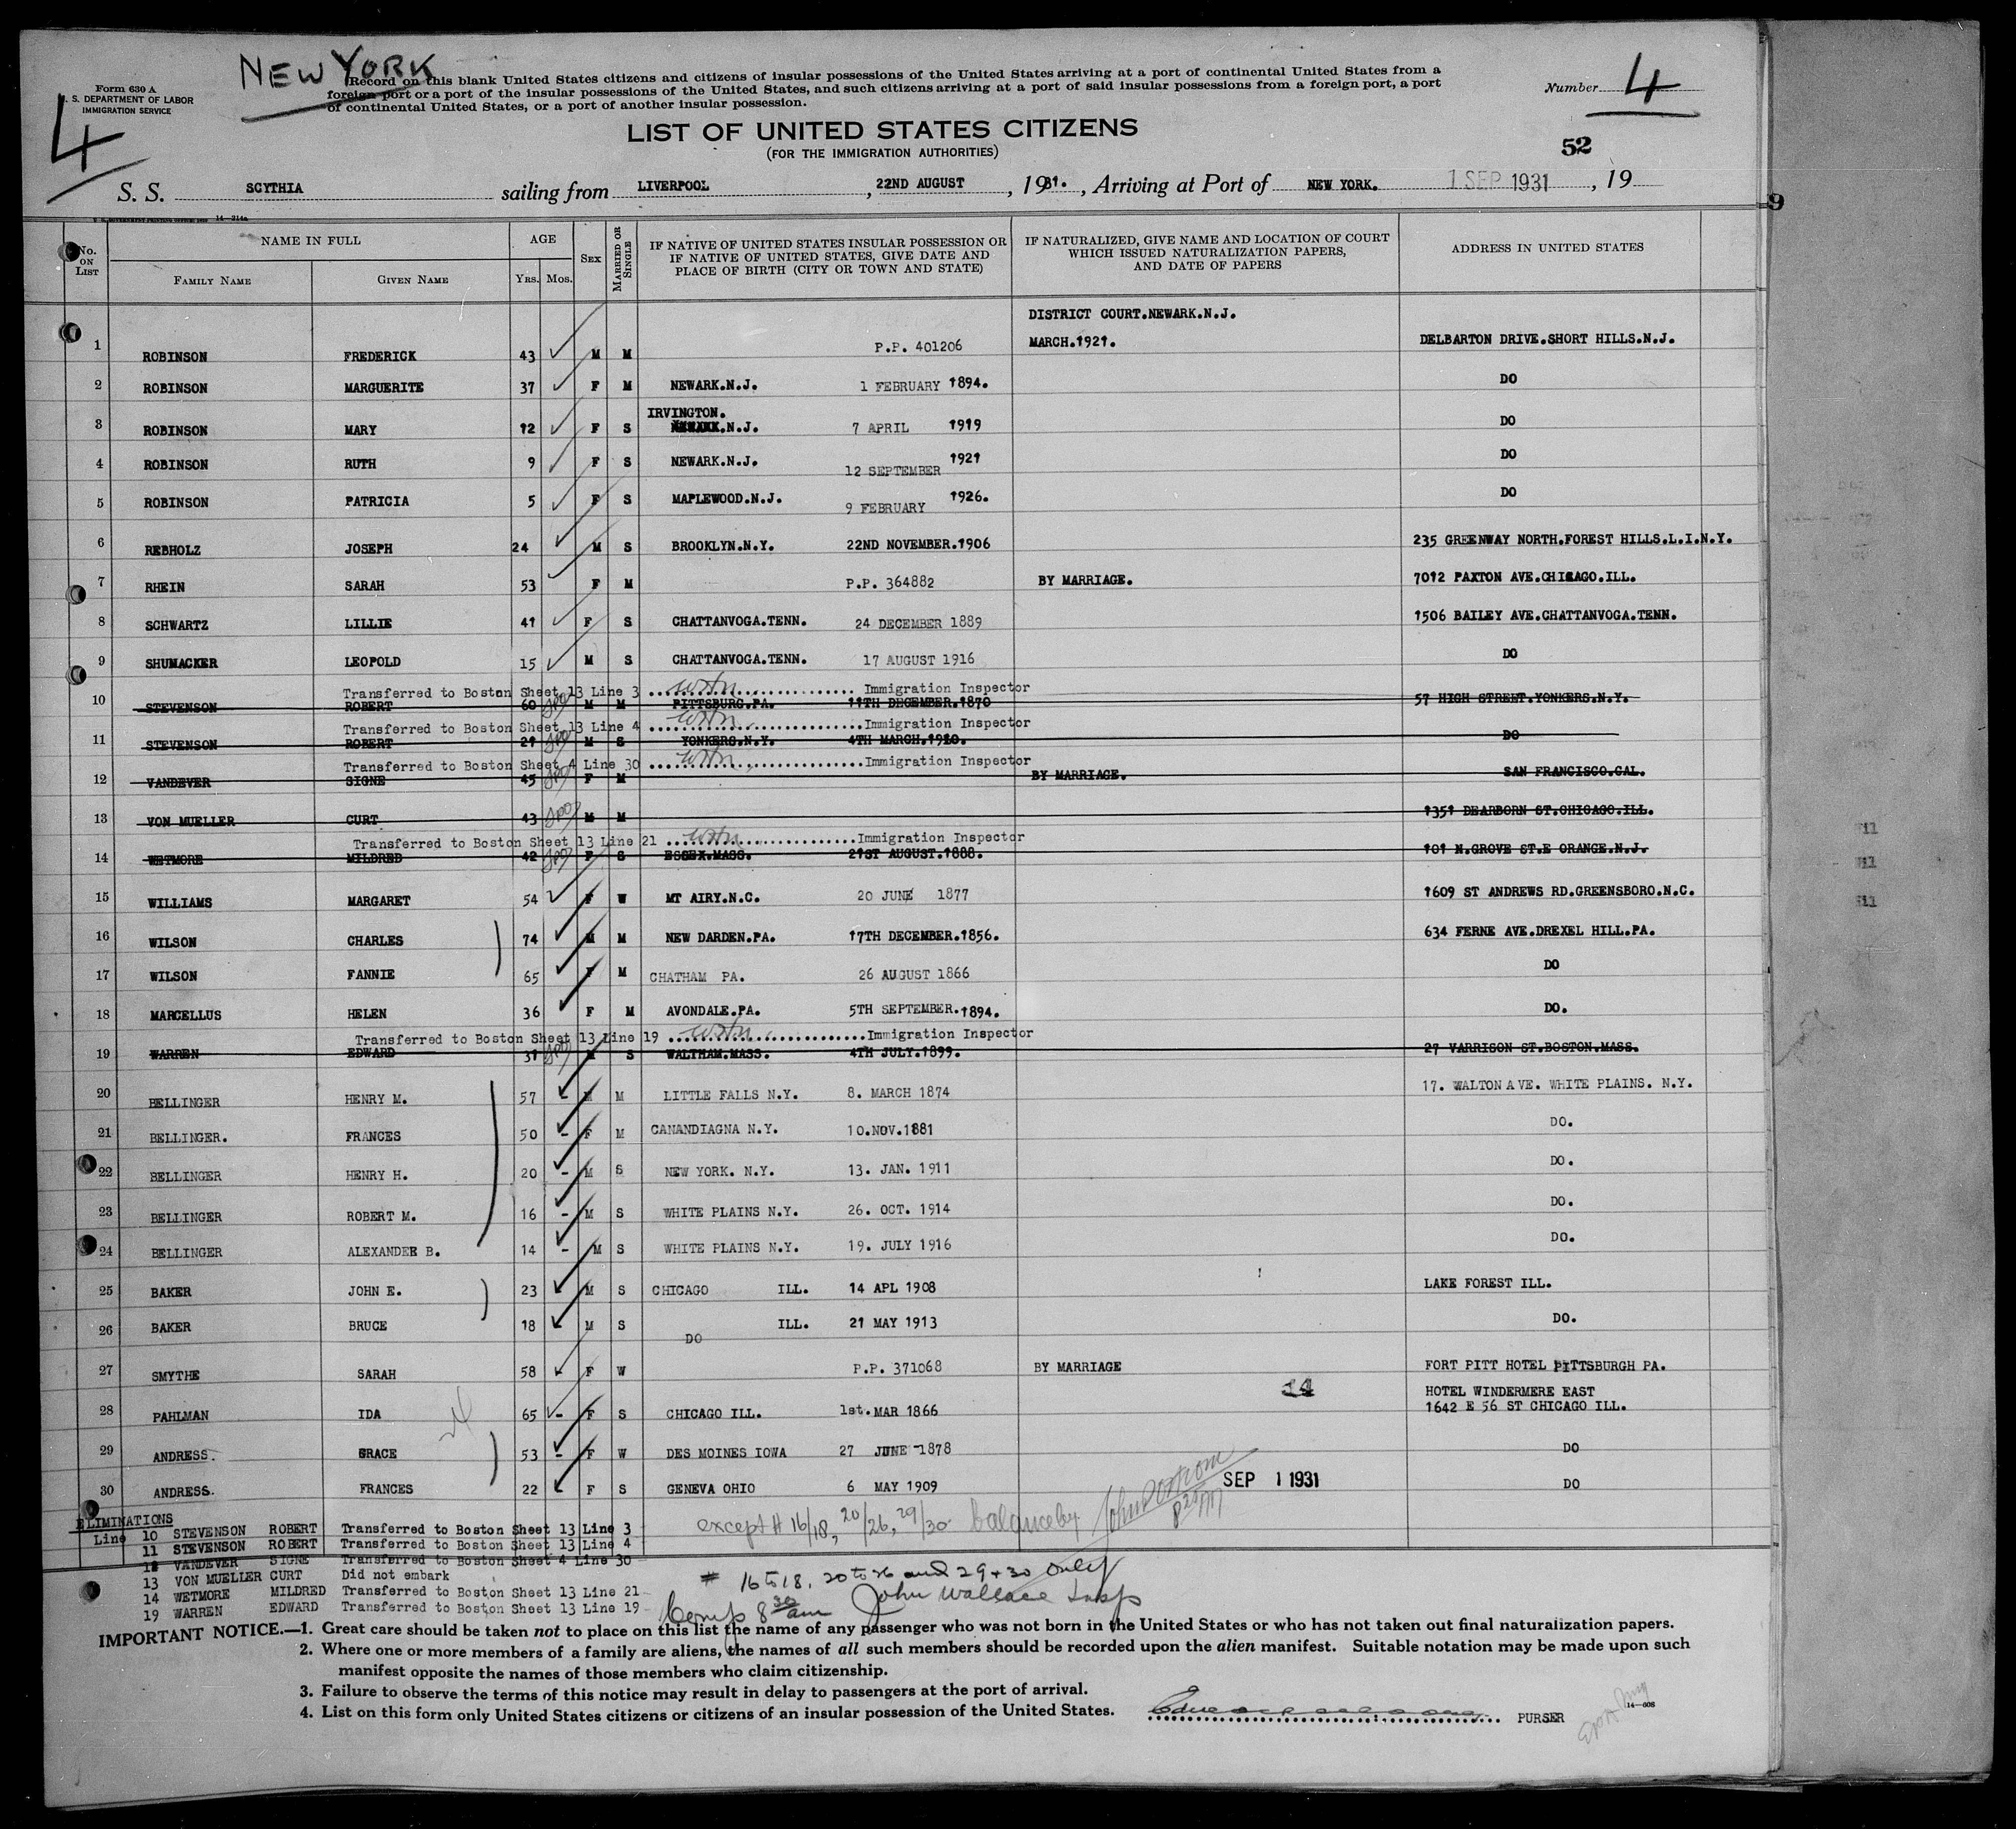 NEW YORK
Form 630 A
U. S. DEPARTMENT OF LABOR
IMMIGRATION SERVICE
4
Record on this blank United States citizens and citizens of insular possessions of the United States arriving at a port of continental United States from a
foreign port or a port of the insular possessions of the United States, and such citizens arriving at a port of said insular possessions from a foreign port, a port
of continental United States, or a port of another insular possession.
Number 4
LIST OF UNITED STATES CITIZENS
(FOR THE IMMIGRATION AUTHORITIES)
52
S. S. SCYTHIA sailing from LIVERPOOL, 22ND AUGUST, 1931., Arriving at Port of NEW YORK. 1 SEP 1931, 19
9
No. ON LIST NAME IN FULL AGE SEX MARRIED OR SINGLE IF NATIVE OF UNITED STATES INSULAR POSSESSION OR IF NATIVE OF UNITED STATES, GIVE DATE AND PLACE OF BIRTH (CITY OR TOWN AND STATE) IF NATURALIZED, GIVE NAME AND LOCATION OF COURT WHICH ISSUED NATURALIZATION PAPERS, AND DATE OF PAPERS ADDRESS IN UNITED STATES
FAMILY NAME GIVEN NAME YRS. MOS.
DISTRICT COURT.NEWARK.N.J.
1 ROBINSON FREDERICK 43 M M P.P. 401206 MARCH.1921. DELBARTON DRIVE.SHORT HILLS.N.J.
2 ROBINSON MARGUERITE 37 F M NEWARK.N.J. 1 FEBRUARY 1894. DO
IRVINGTON.
3 ROBINSON MARY 12 F S NEWARK.N.J. 7 APRIL 1919 DO
4 ROBINSON RUTH 9 F S NEWARK.N.J. 12 SEPTEMBER 1921 DO
5 ROBINSON PATRICIA 5 F S MAPLEWOOD.N.J. 9 FEBRUARY 1926. DO
6 REBHOLZ JOSEPH 24 M S BROOKLYN.N.Y. 22ND NOVEMBER.1906 235 GREENWAY NORTH.FOREST HILLS.L.I.N.Y.
7 RHEIN SARAH 53 F M P.P. 364882 BY MARRIAGE. 7012 PAXTON AVE.CHICAGO.ILL.
8 SCHWARTZ LILLIE 41 F S CHATTANVOGA.TENN. 24 DECEMBER 1889 1506 BAILEY AVE.CHATTANVOGA.TENN.
9 SHUMACKER LEOPOLD 15 M S CHATTANVOGA.TENN. 17 AUGUST 1916 DO
Transferred to Boston Sheet 13 Line 3 Immigration Inspector
10 STEVENSON ROBERT 60 M M PITTSBURG.PA. 11TH DECEMBER.1870 57 HIGH STREET.YONKERS.N.Y.
Transferred to Boston Sheet 13 Line 4 Immigration Inspector
11 STEVENSON ROBERT 21 M S YONKERS.N.Y. 4TH MARCH.1910. DO
Transferred to Boston Sheet 4 Line 30 Immigration Inspector
12 VANDEVER SIGNE 45 F M BY MARRIAGE. SAN FRANCISCO.CAL.
13 VON MUELLER CURT 43 M M 1351 DEARBORN ST.CHICAGO.ILL.
Transferred to Boston Sheet 13 Line 21 Immigration Inspector
14 WETMORE MILDRED 42 F S ESSEX.MASS. 21ST AUGUST.1888. 101 N.GROVE ST.E ORANGE.N.J.
15 WILLIAMS MARGARET 54 F W MT AIRY.N.C. 20 JUNE 1877 1609 ST ANDREWS RD.GREENSBORO.N.C.
16 WILSON CHARLES 74 M M NEW DARDEN.PA. 17TH DECEMBER.1856. 634 FERNE AVE.DREXEL HILL.PA.
17 WILSON FANNIE 65 F M CHATHAM PA. 26 AUGUST 1866 DO
18 MARCELLUS HELEN 36 F M AVONDALE.PA. 5TH SEPTEMBER.1894. DO.
Transferred to Boston Sheet 13 Line 19 Immigration Inspector
19 WARREN EDWARD 31 M S WALTHAM.MASS. 4TH JULY.1899. 27 VARRISON ST.BOSTON.MASS.
20 BELLINGER HENRY M. 57 M M LITTLE FALLS N.Y. 8. MARCH 1874 17. WALTON AVE. WHITE PLAINS. N.Y.
21 BELLINGER. FRANCES 50 - F M CANANDIAGNA N.Y. 10.NOV.1881 DO.
22 BELLINGER HENRY H. 20 - M S NEW YORK. N.Y. 13. JAN. 1911 DO.
23 BELLINGER ROBERT M. 16 - M S WHITE PLAINS N.Y. 26. OCT. 1914 DO.
24 BELLINGER ALEXANDER B. 14 - M S WHITE PLAINS N.Y. 19. JULY 1916 DO.
25 BAKER JOHN E. 23 M S CHICAGO ILL. 14 APL 1908 LAKE FOREST ILL.
26 BAKER BRUCE 18 M S DO ILL. 21 MAY 1913 DO.
27 SMYTHE SARAH 58 F W P.P. 371068 BY MARRIAGE FORT PITT HOTEL PITTSBURGH PA.
14 HOTEL WINDERMERE EAST
28 PAHLMAN IDA 65 - F S CHICAGO ILL. 1st. MAR 1866 1642 E 56 ST CHICAGO ILL.
29 ANDRESS. GRACE 53 - F W DES MOINES IOWA 27 JUNE 1878 DO
30 ANDRESS. FRANCES 22 F S GENEVA OHIO 6 MAY 1909 SEP 1 1931 DO
ELIMINATIONS
Line 10 STEVENSON ROBERT Transferred to Boston Sheet 13 Line 3
except # 16/18, 20/26, 29/30 balance by
11 STEVENSON ROBERT Transferred to Boston Sheet 13 Line 4
12 VANDEVER SIGNE Transferred to Boston Sheet 4 Line 30
13 VON MUELLER CURT Did not embark
14 WETMORE MILDRED Transferred to Boston Sheet 13 Line 21
19 WARREN EDWARD Transferred to Boston Sheet 13 Line 19
# 16 to 18, 20 to 26 and 29 + 30 only
Comp 8 30 am John Wallace Insp
IMPORTANT NOTICE.—1. Great care should be taken not to place on this list the name of any passenger who was not born in the United States or who has not taken out final naturalization papers.
2. Where one or more members of a family are aliens, the names of all such members should be recorded upon the alien manifest. Suitable notation may be made upon such
manifest opposite the names of those members who claim citizenship.
3. Failure to observe the terms of this notice may result in delay to passengers at the port of arrival.
4. List on this form only United States citizens or citizens of an insular possession of the United States.
PURSER
14—608